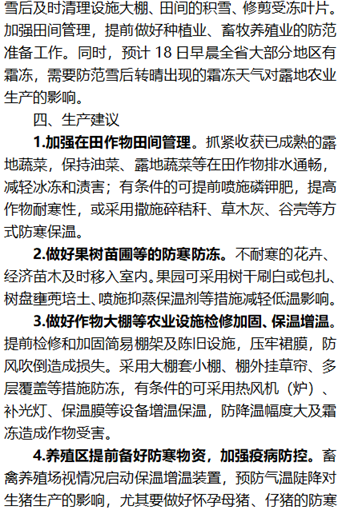 雪后及时清理设施大棚、田间的积雪、修剪受冻叶片。
加强田间管理，提前做好种植业、畜牧养殖业的防范
准备工作。同时，预计 18 日早晨全省大部分地区有
霜冻，需要防范雪后转晴出现的霜冻天气对露地农业
生产的影响。
四、生产建议
1.加强在田作物田间管理。抓紧收获已成熟的露
地蔬菜，保持油菜、露地蔬菜等在田作物排水通畅，
减轻冰冻和渍害；有条件的可提前喷施磷钾肥，提高
作物耐寒性，或采用撒施碎秸秆、草木灰、谷壳等方
式防寒保温。
2.做好果树苗圃等的防寒防冻。不耐寒的花卉、
经济苗木及时移入室内。果园可采用树干刷白或包扎、
树盘壅蔸培土、喷施抑蒸保温剂等措施减轻低温影响。
3.做好作物大棚等农业设施检修加固、保温增温。
提前检修和加固简易棚架及陈旧设施，压牢裙膜，防
风吹倒造成损失。采用大棚套小棚、棚外挂草帘、多
层覆盖等措施防冻，有条件的可采用热风机（炉）、
补光灯、保温膜等设备增温保温，防降温幅度大及霜
冻造成作物受害。
4.养殖区提前备好防寒物资，加强疫病防控。畜
禽养殖场视情况启动保温增温装置，预防气温陡降对
生猪生产的影响，尤其要做好怀孕母猪、仔猪的防寒